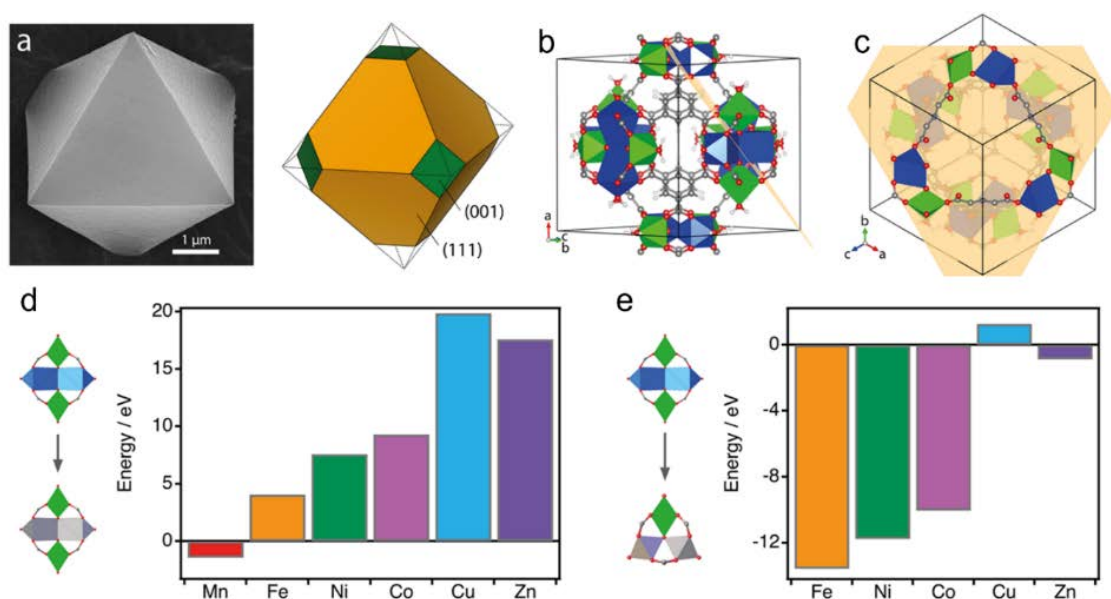 a
1 µm
(001)
(111)
b
a
c
b
c
b
c
a
d
Energy / eV
20
15
10
5
0
Mn Fe Ni Co Cu Zn
e
Energy / eV
0
-4
-8
-12
Fe Ni Co Cu Zn